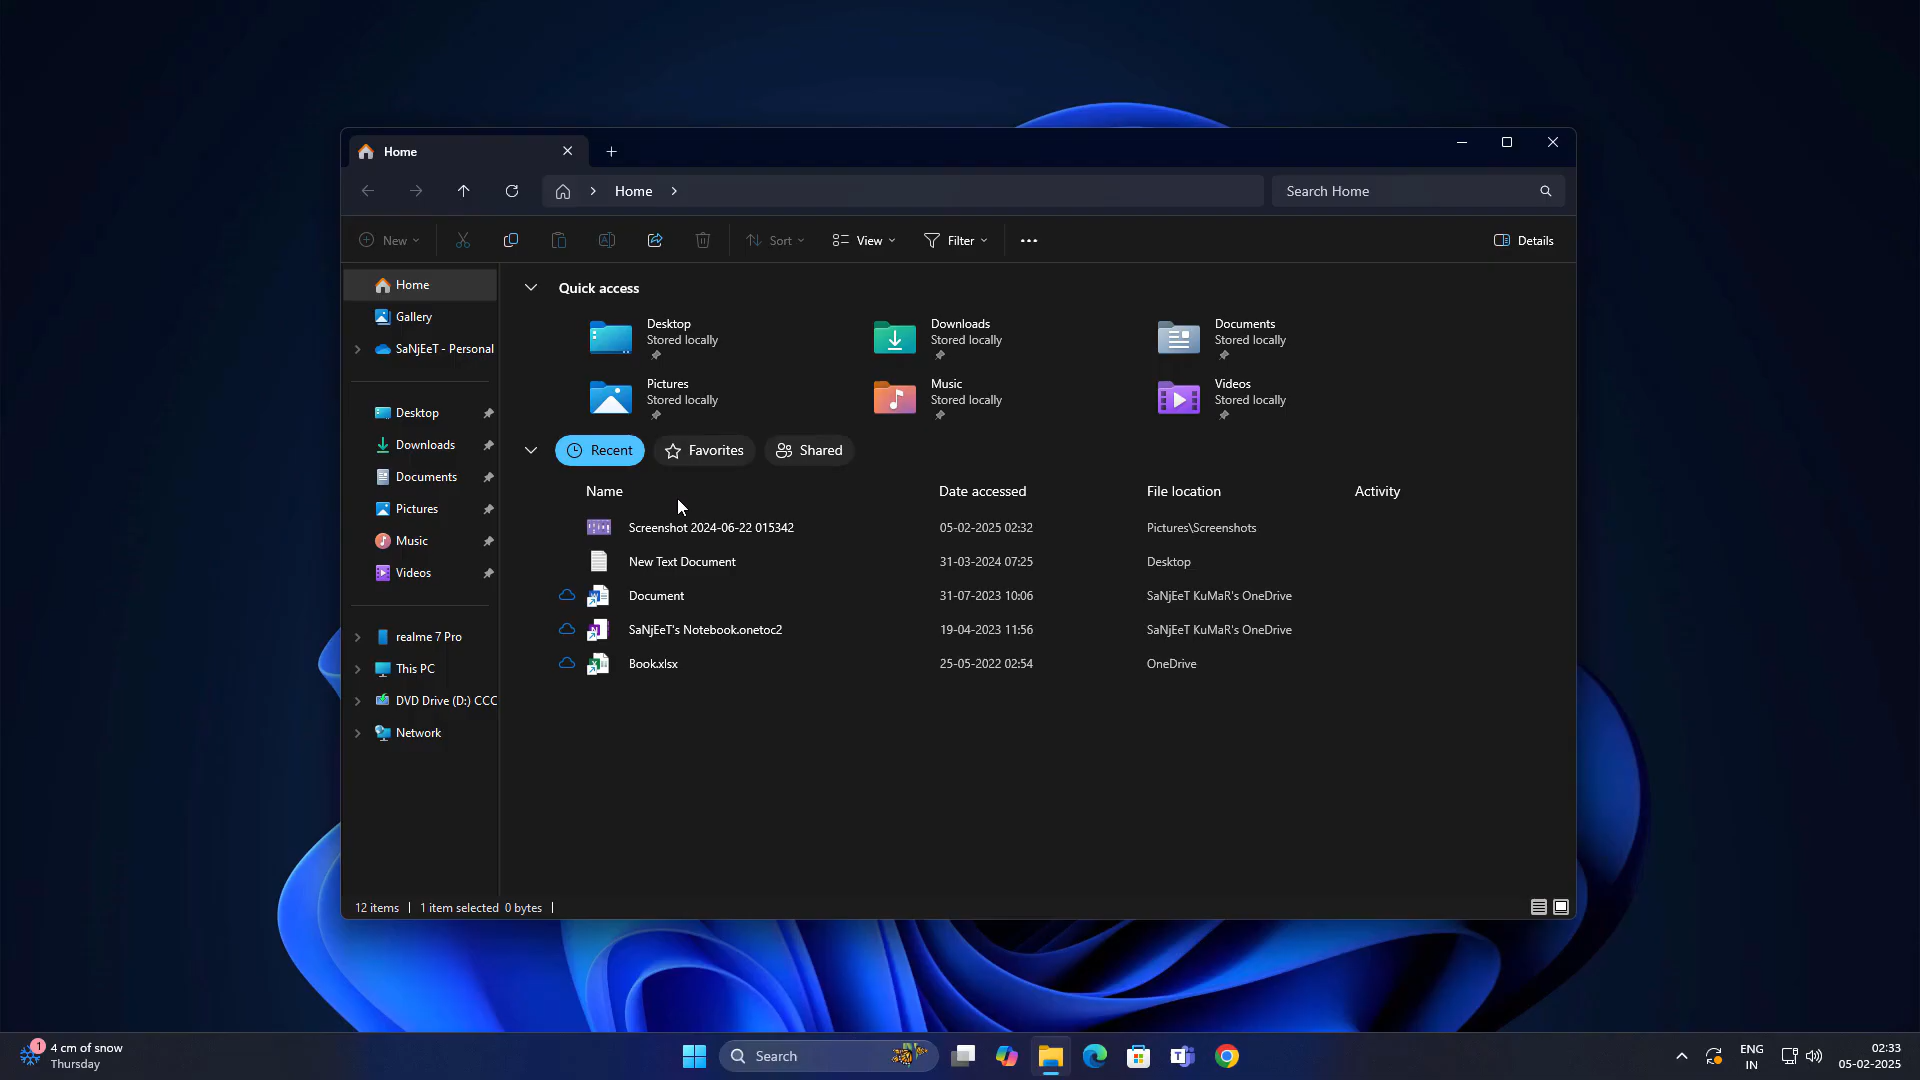 Home
Home
Search Home
New
Sort
View
Filter
Details
Home
Gallery
SaNjEeT - Personal
Desktop
Downloads
Documents
Pictures
Music
Videos
realme 7 Pro
This PC
DVD Drive (D:) CCC
Network
Quick access
Desktop
Stored locally
Downloads
Stored locally
Documents
Stored locally
Pictures
Stored locally
Music
Stored locally
Videos
Stored locally
Recent Favorites Shared
Name Date accessed File location Activity
Screenshot 2024-06-22 015342 05-02-2025 02:32 Pictures\Screenshots
New Text Document 31-03-2024 07:25 Desktop
Document 31-07-2023 10:06 SaNjEeT KuMaR's OneDrive
SaNjEeT's Notebook.onetoc2 19-04-2023 11:56 SaNjEeT KuMaR's OneDrive
Book.xlsx 25-05-2022 02:54 OneDrive
12 items 1 item selected 0 bytes
1
4 cm of snow
Thursday
Search
ENG
IN
02:33
05-02-2025